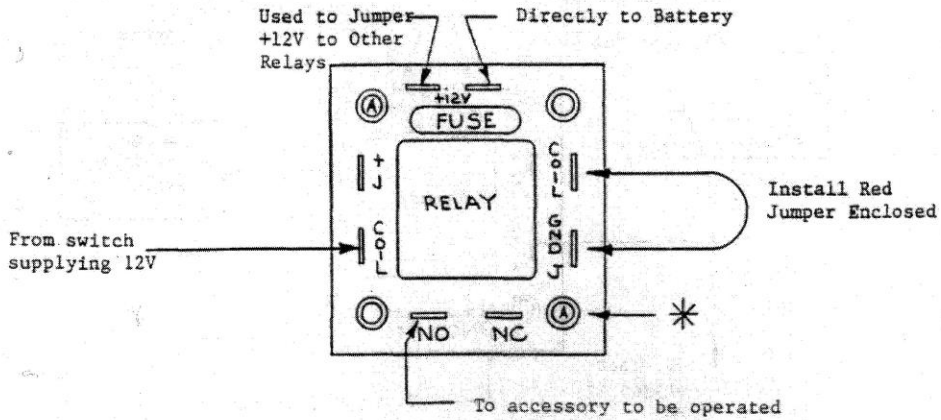 Used to Jumper
+12V to Other
Relays
Directly to Battery
A
+12V
FUSE
+J
COIL
RELAY
COIL
GND J
Install Red
Jumper Enclosed
From switch
supplying 12V
COIL
A
NO
NC
To accessory to be operated